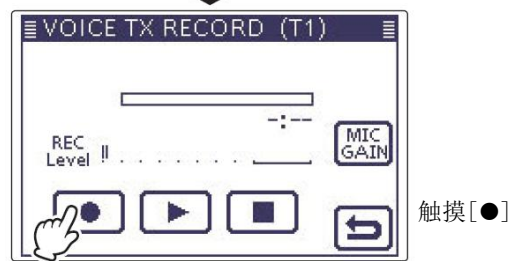 VOICE TX RECORD (T1)
-:--
REC
Level
MIC
GAIN
触摸[●]